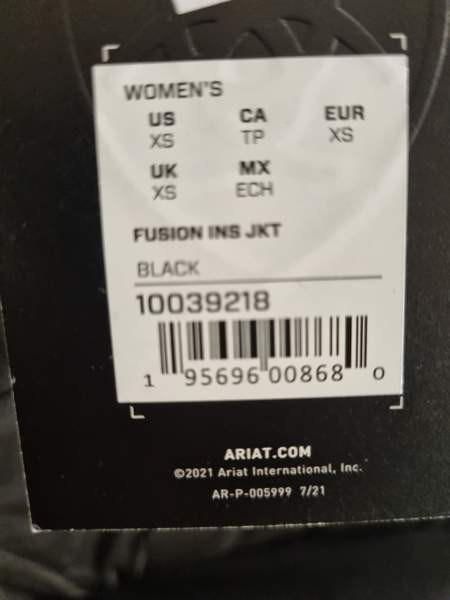 WOMEN'S
US CA EUR
XS TP XS
UK MX
XS ECH
FUSION INS JKT
BLACK
10039218
1 95696 00868 0
ARIAT.COM
©2021 Ariat International, Inc.
AR-P-005999 7/21